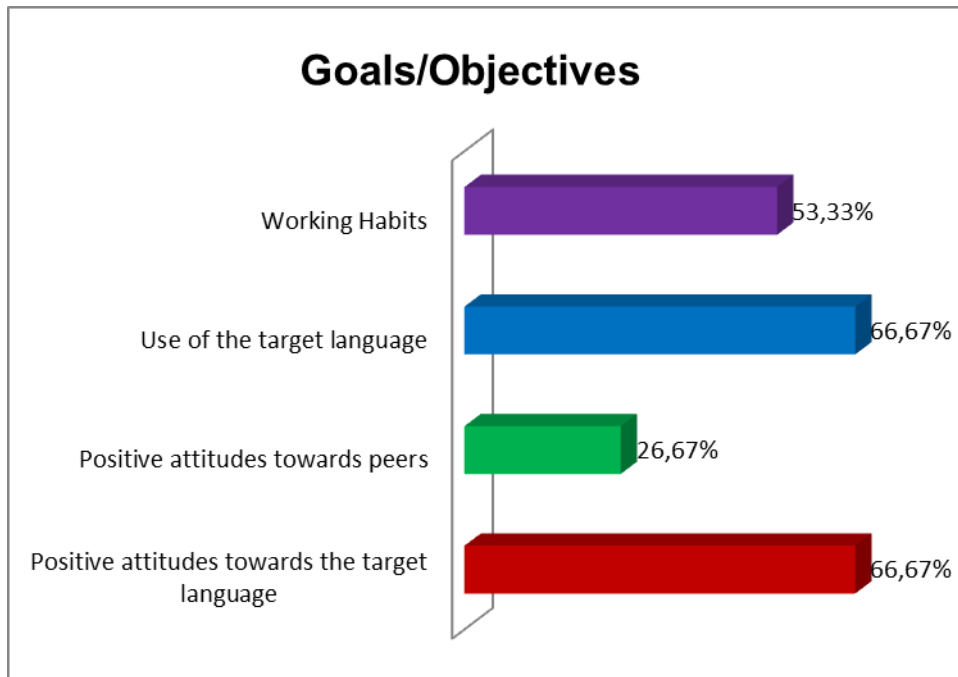 Goals/Objectives
Working Habits
53,33%
Use of the target language
66,67%
Positive attitudes towards peers
26,67%
Positive attitudes towards the target
language
66,67%